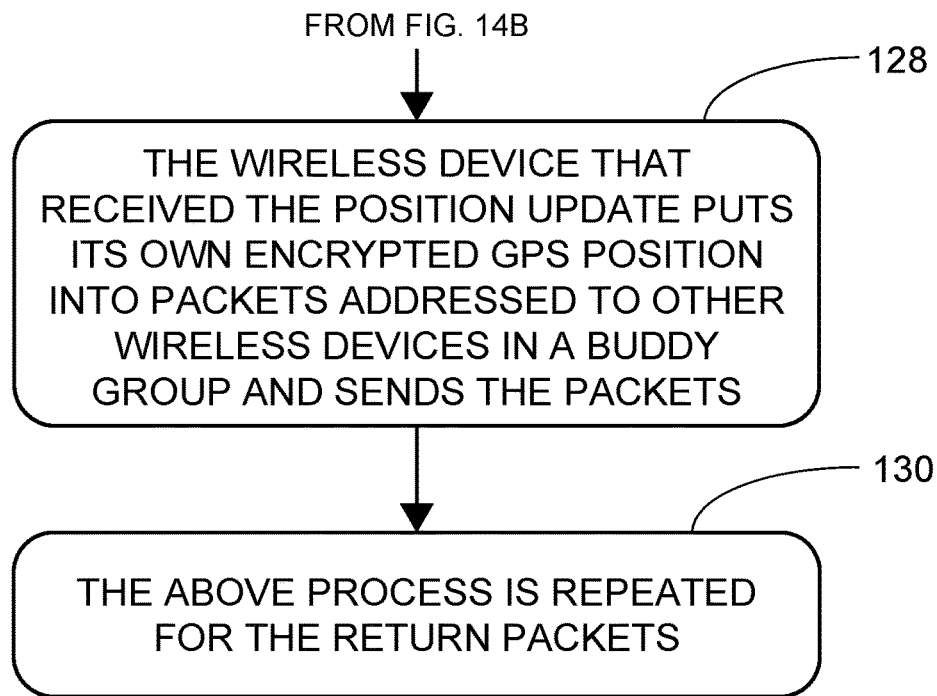 FROM FIG. 14B
128
THE WIRELESS DEVICE THAT
RECEIVED THE POSITION UPDATE PUTS
ITS OWN ENCRYPTED GPS POSITION
INTO PACKETS ADDRESSED TO OTHER
WIRELESS DEVICES IN A BUDDY
GROUP AND SENDS THE PACKETS
130
THE ABOVE PROCESS IS REPEATED
FOR THE RETURN PACKETS